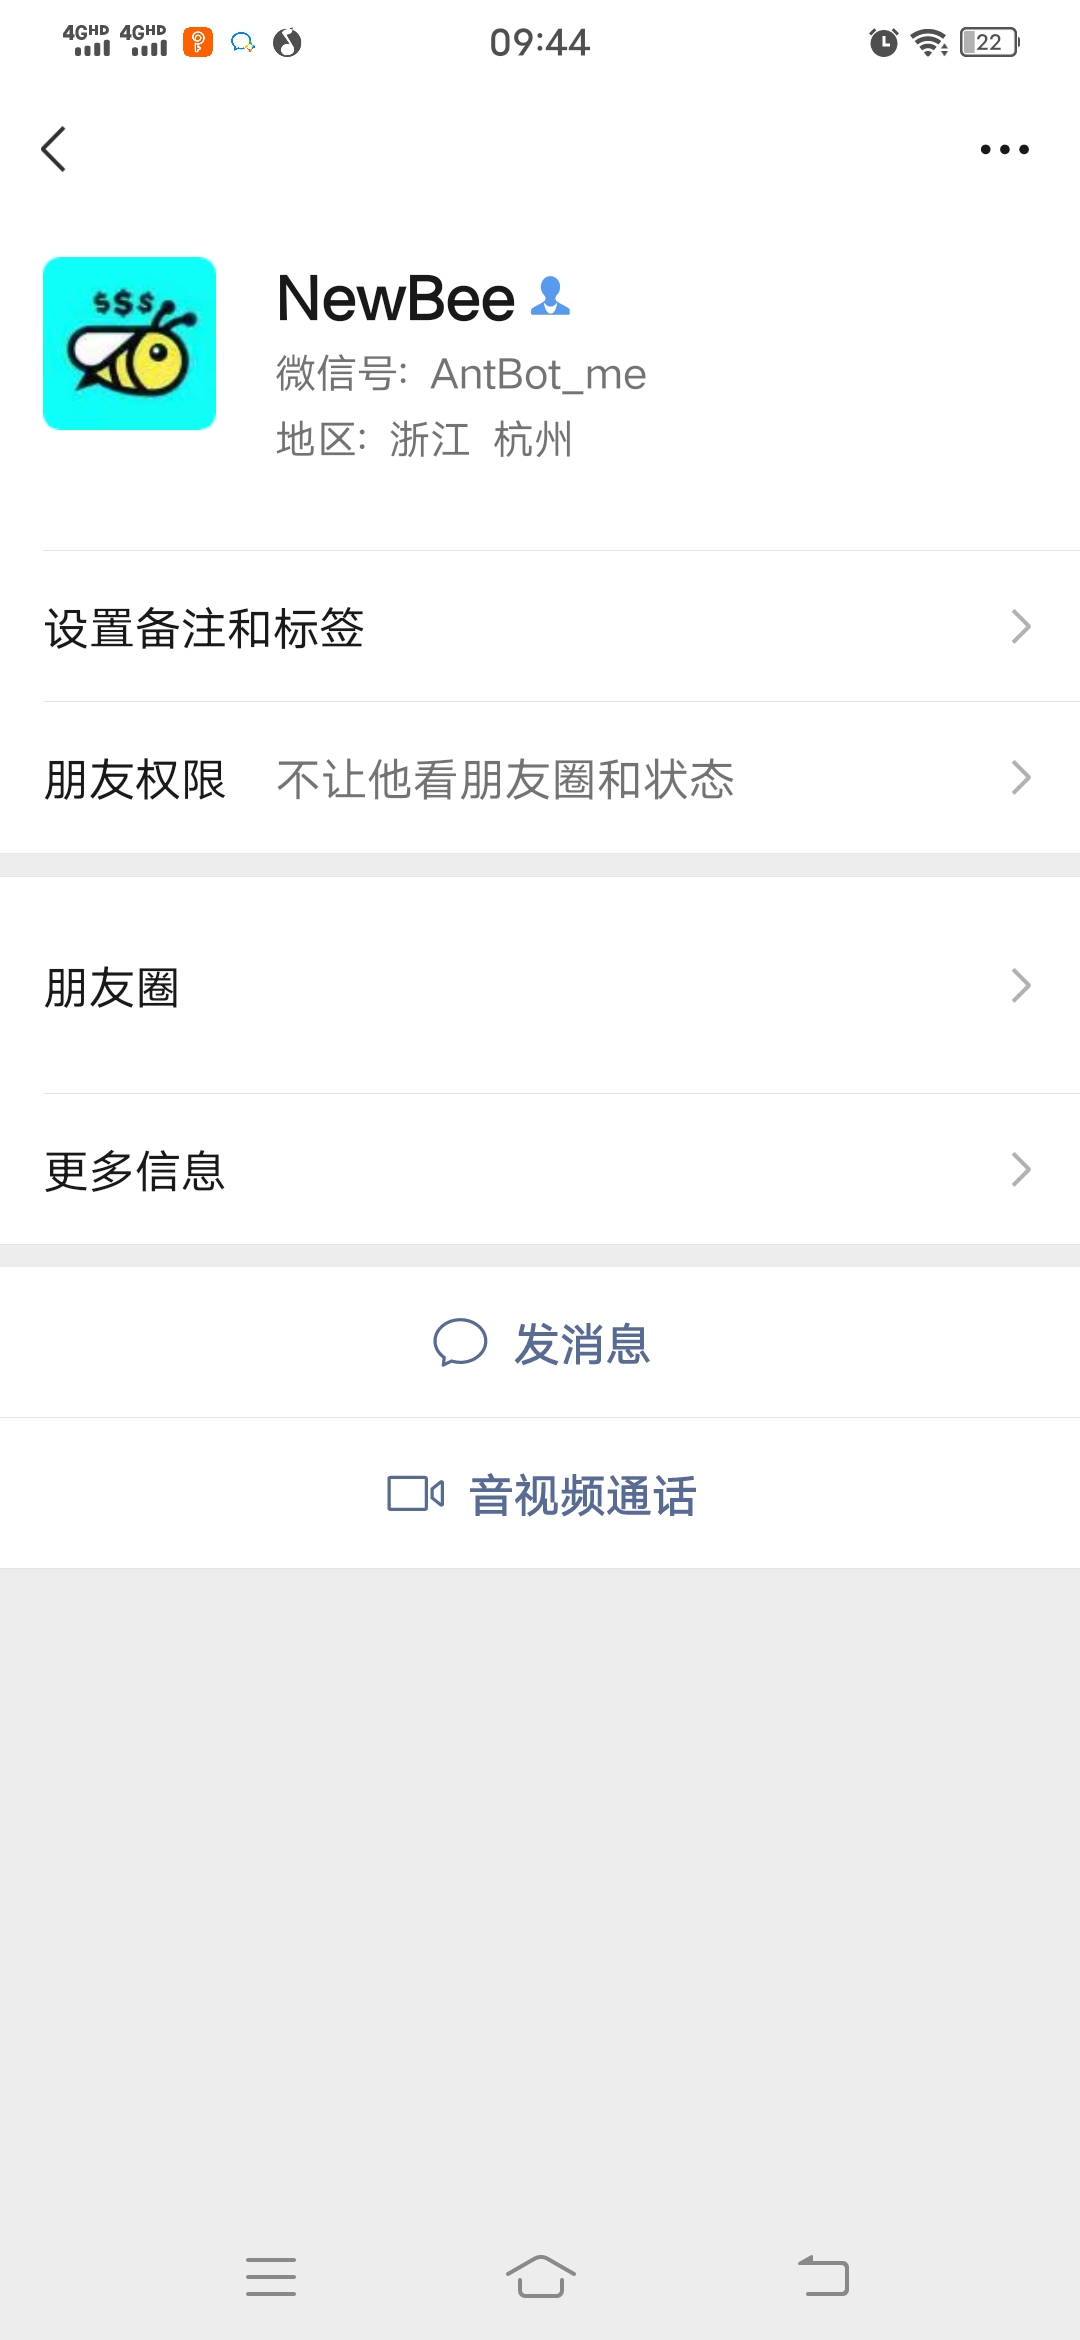 4GHD 4GHD 09:44 22
$$$
NewBee
微信号: AntBot_me
地区: 浙江 杭州
设置备注和标签
朋友权限 不让他看朋友圈和状态
朋友圈
更多信息
发消息
音视频通话